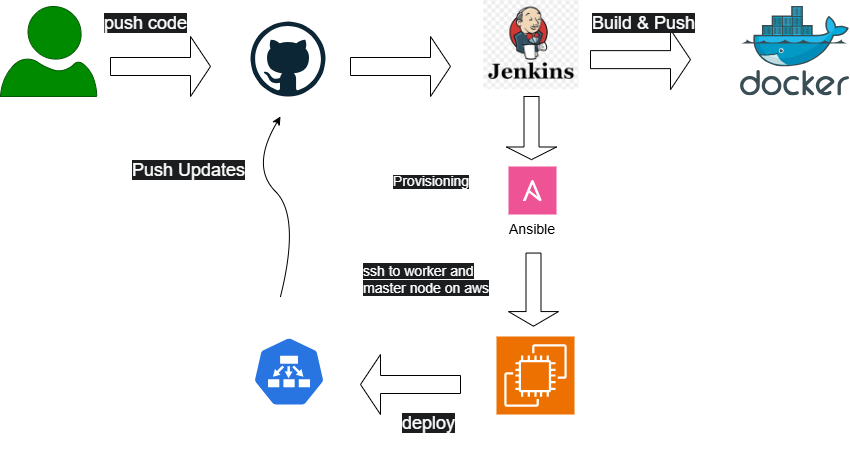 push code
Build & Push
Jenkins
docker
Push Updates
Provisioning
Ansible
ssh to worker and
master node on aws
deploy